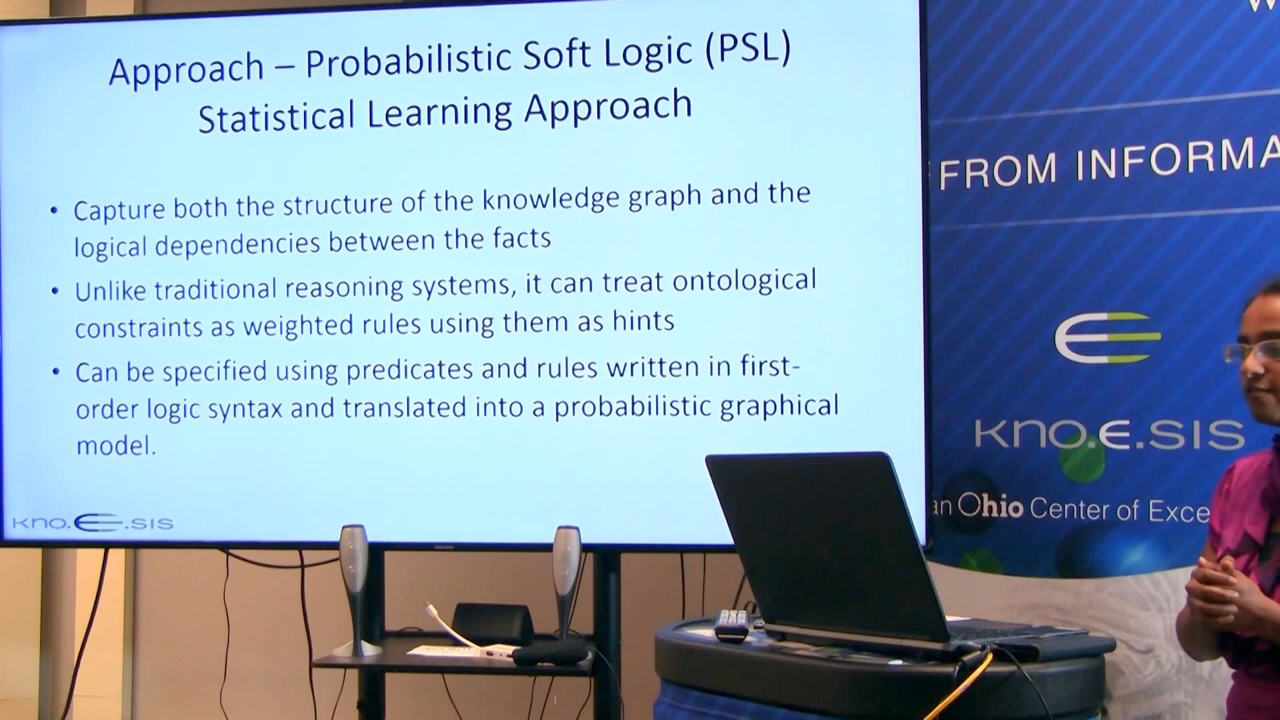 Approach – Probabilistic Soft Logic (PSL)
Statistical Learning Approach
• Capture both the structure of the knowledge graph and the
logical dependencies between the facts
• Unlike traditional reasoning systems, it can treat ontological
constraints as weighted rules using them as hints
• Can be specified using predicates and rules written in first-
order logic syntax and translated into a probabilistic graphical
model.
kno.e.sis
FROM INFORMA
kno.e.sis
an Ohio Center of Exce